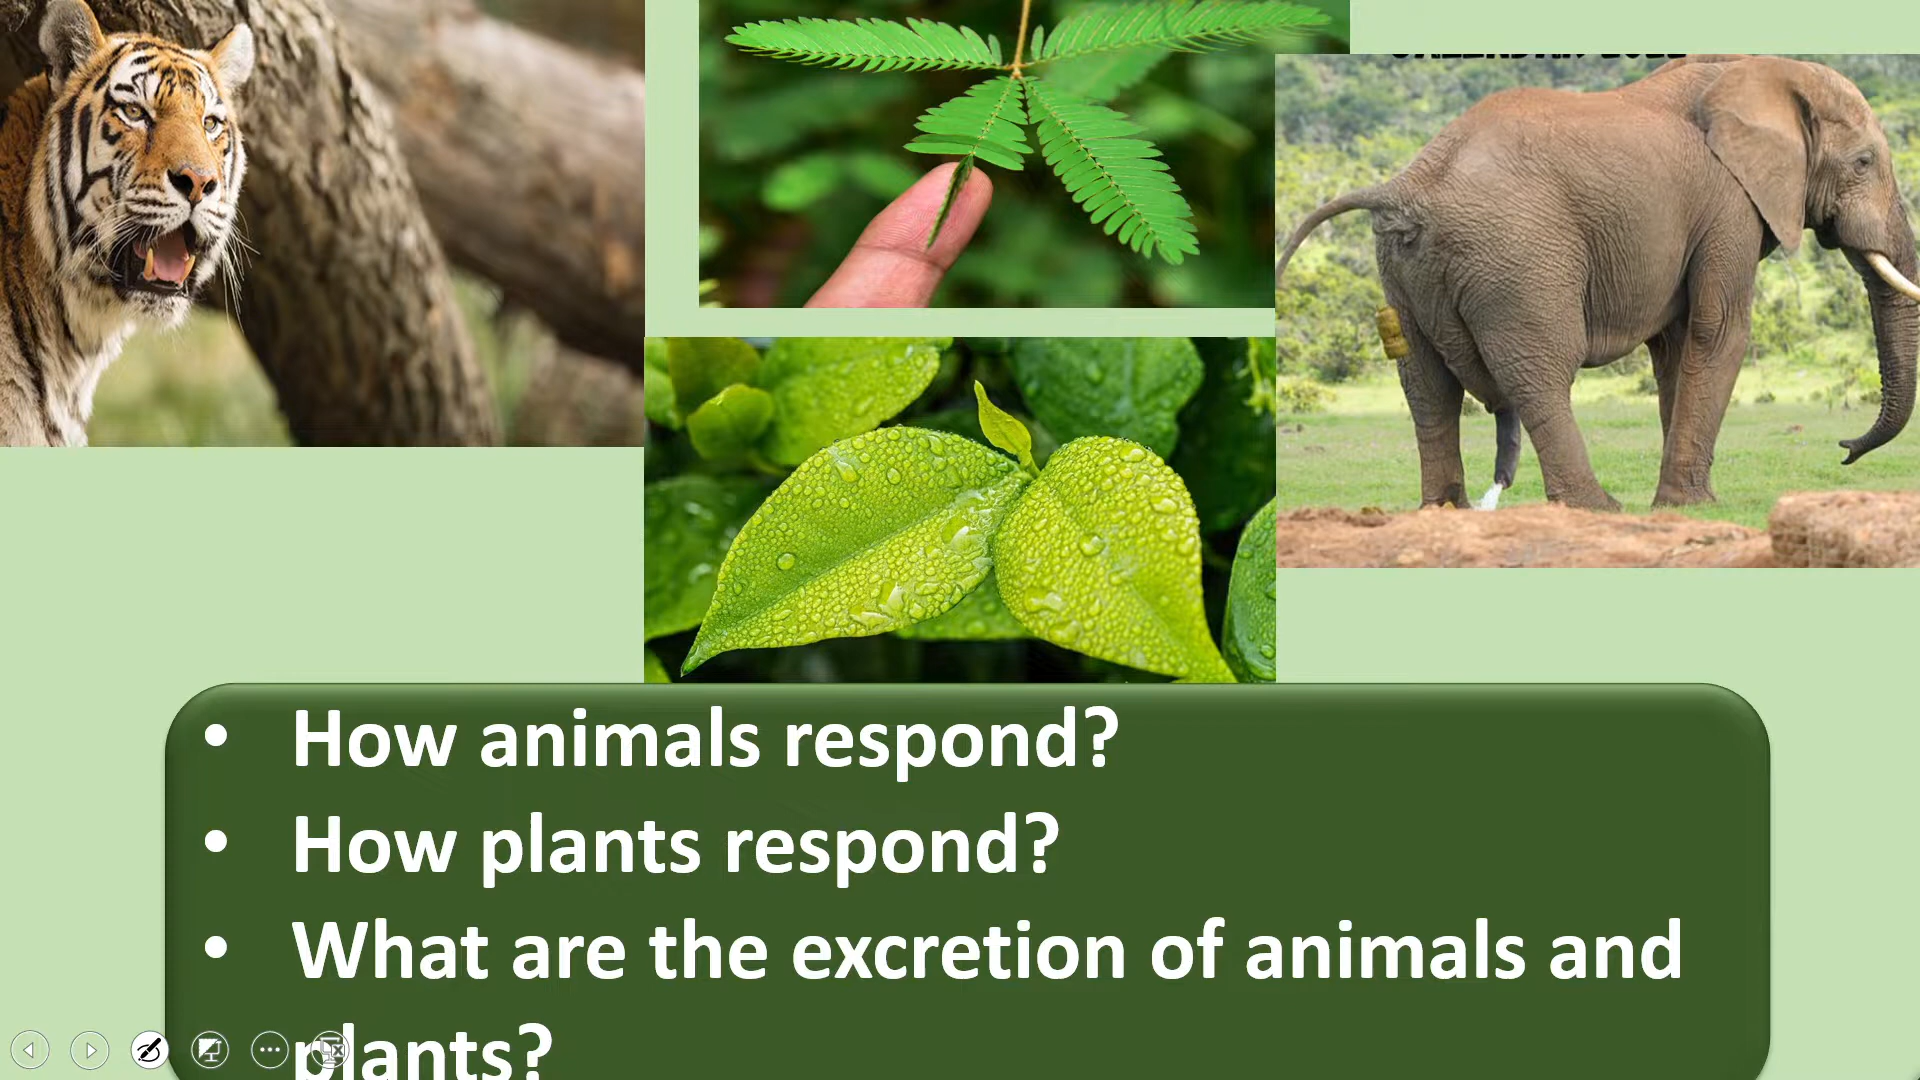 • How animals respond?
• How plants respond?
• What are the excretion of animals and
plants?